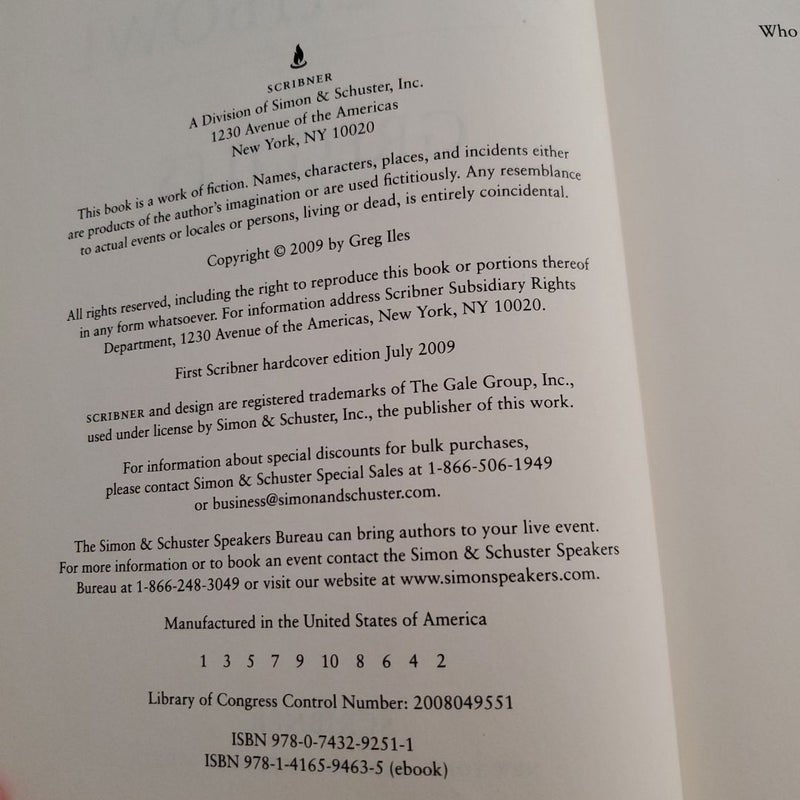 SCRIBNER
A Division of Simon & Schuster, Inc.
1230 Avenue of the Americas
New York, NY 10020
This book is a work of fiction. Names, characters, places, and incidents either
are products of the author's imagination or are used fictitiously. Any resemblance
to actual events or locales or persons, living or dead, is entirely coincidental.
Copyright © 2009 by Greg Iles
All rights reserved, including the right to reproduce this book or portions thereof
in any form whatsoever. For information address Scribner Subsidiary Rights
Department, 1230 Avenue of the Americas, New York, NY 10020.
First Scribner hardcover edition July 2009
SCRIBNER and design are registered trademarks of The Gale Group, Inc.,
used under license by Simon & Schuster, Inc., the publisher of this work.
For information about special discounts for bulk purchases,
please contact Simon & Schuster Special Sales at 1-866-506-1949
or business@simonandschuster.com.
The Simon & Schuster Speakers Bureau can bring authors to your live event.
For more information or to book an event contact the Simon & Schuster Speakers
Bureau at 1-866-248-3049 or visit our website at www.simonspeakers.com.
Manufactured in the United States of America
1 3 5 7 9 10 8 6 4 2
Library of Congress Control Number: 2008049551
ISBN 978-0-7432-9251-1
ISBN 978-1-4165-9463-5 (ebook)
Who